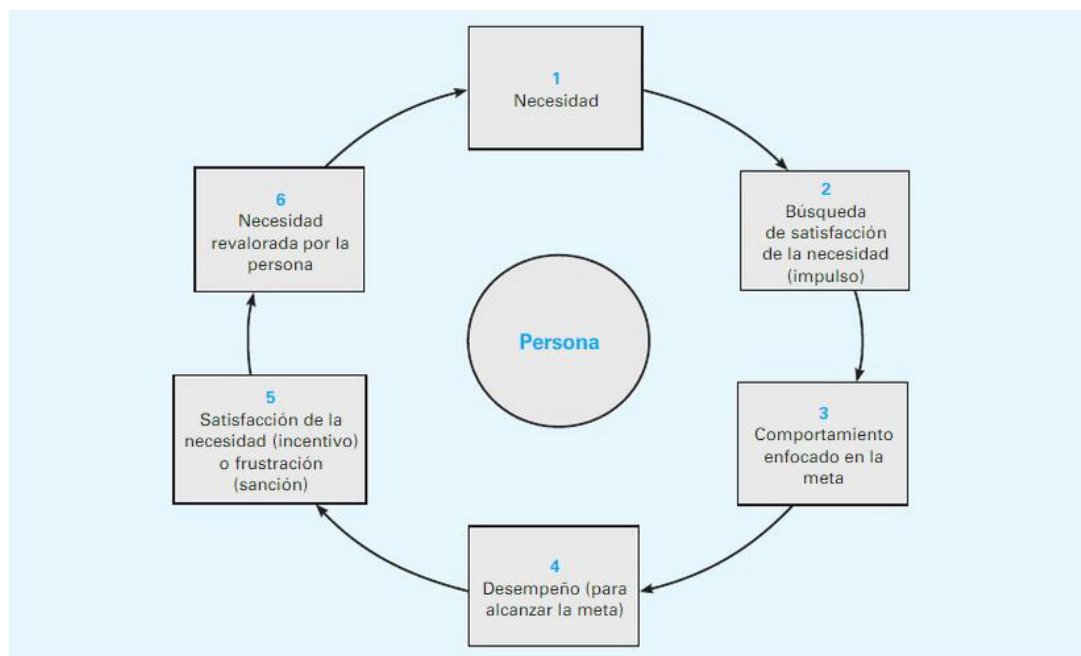 1
Necesidad
2
Búsqueda
de satisfacción
de la necesidad
(impulso)
3
Comportamiento
enfocado en la
meta
4
Desempeño (para
alcanzar la meta)
5
Satisfacción de la
necesidad (incentivo)
o frustración
(sanción)
6
Necesidad
revalorada por la
persona
Persona